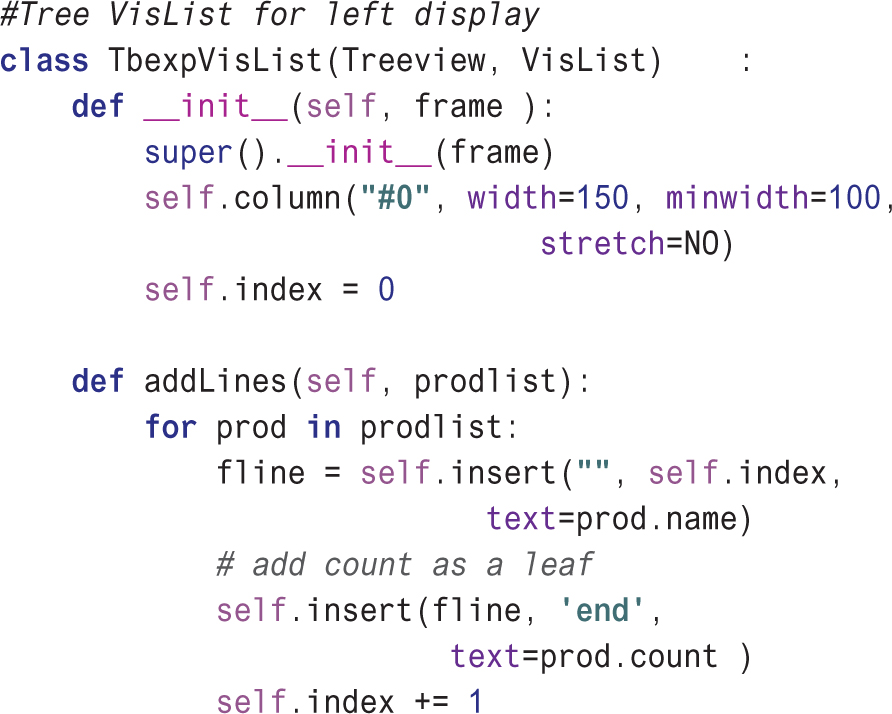 #Tree VisList for left display
class TbexpVisList(Treeview, VisList)    :
    def __init__(self, frame ):
        super().__init__(frame)
        self.column("#0", width=150, minwidth=100,
                              stretch=NO)
        self.index = 0

    def addLines(self, prodlist):
        for prod in prodlist:
            fline = self.insert("", self.index,
                           text=prod.name)
            # add count as a leaf
            self.insert(fline, 'end',
                         text=prod.count )
            self.index += 1